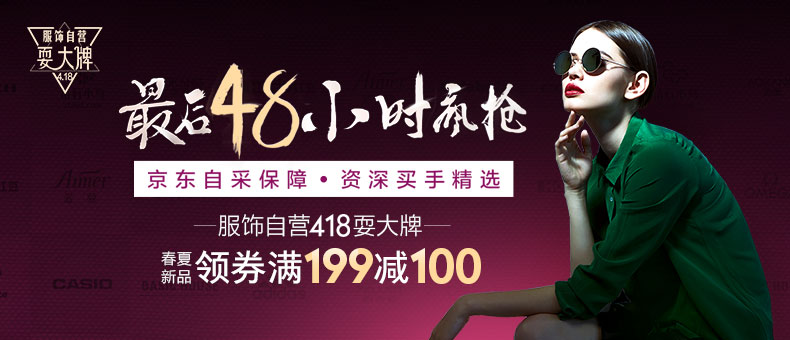 服饰自营
耍大牌
4.18
最后48小时疯抢
京东自采保障·资深买手精选
服饰自营418耍大牌
春夏
新品
领券满199减100
Aimer
CASIO